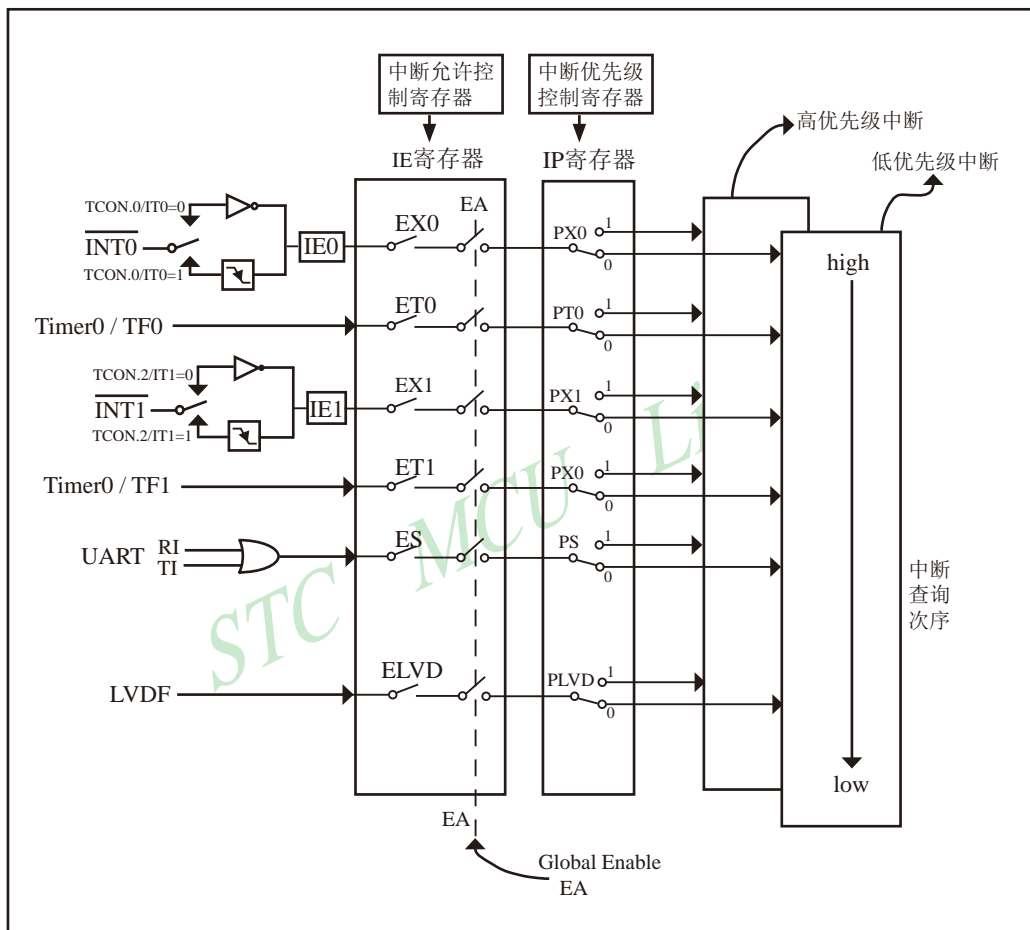 中断允许控
制寄存器
中断优先级
控制寄存器
高优先级中断
低优先级中断
IE寄存器
IP寄存器
TCON.0/IT0=0
INT0
TCON.0/IT0=1
IE0
EX0
EA
PX0
1
0
high
Timer0 / TF0
ET0
PT0
1
0
TCON.2/IT1=0
INT1
TCON.2/IT1=1
IE1
EX1
PX1
1
0
Timer0 / TF1
ET1
PX0
1
0
UART
RI
TI
ES
PS
1
0
中断
查询
次序
STC MCU Li
LVDF
ELVD
PLVD
1
0
low
EA
Global Enable
EA